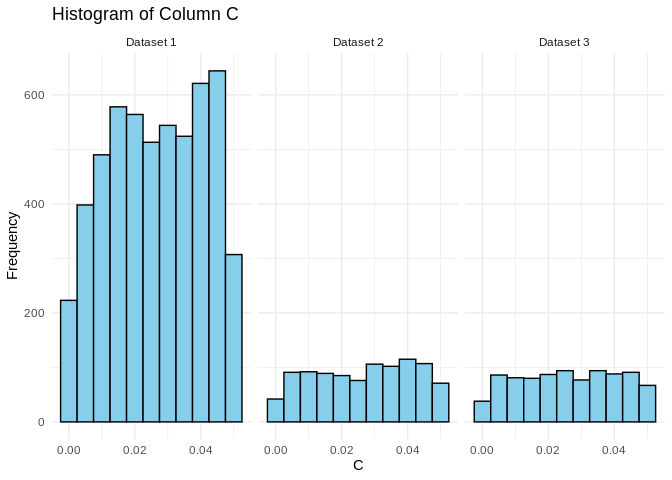 Histogram of Column C
Dataset 1 Dataset 2 Dataset 3
600
400
200
0
Frequency
0.00 0.02 0.04 0.00 0.02 0.04 0.00 0.02 0.04
C